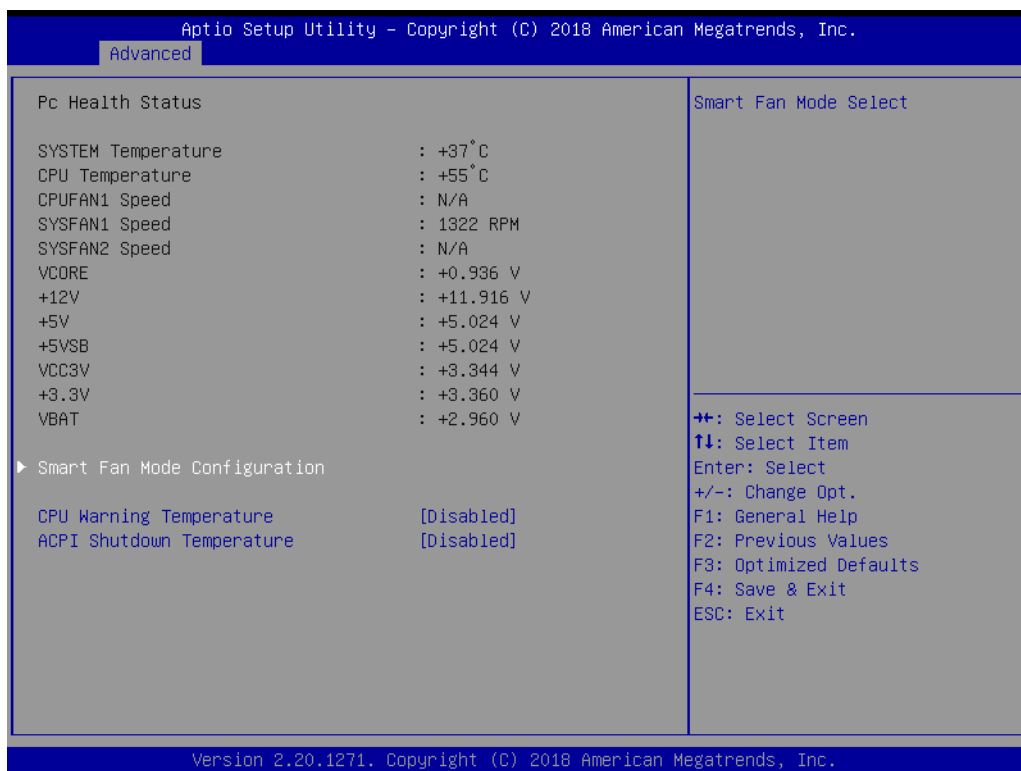 Aptio Setup Utility – Copyright (C) 2018 American Megatrends, Inc.
Advanced
Pc Health Status
SYSTEM Temperature : +37°C
CPU Temperature : +55°C
CPUFAN1 Speed : N/A
SYSFAN1 Speed : 1322 RPM
SYSFAN2 Speed : N/A
VCORE : +0.936 V
+12V : +11.916 V
+5V : +5.024 V
+5VSB : +5.024 V
VCC3V : +3.344 V
+3.3V : +3.360 V
VBAT : +2.960 V
▶ Smart Fan Mode Configuration
CPU Warning Temperature [Disabled]
ACPI Shutdown Temperature [Disabled]
Smart Fan Mode Select
→←: Select Screen
↑↓: Select Item
Enter: Select
+/-: Change Opt.
F1: General Help
F2: Previous Values
F3: Optimized Defaults
F4: Save & Exit
ESC: Exit
Version 2.20.1271. Copyright (C) 2018 American Megatrends, Inc.